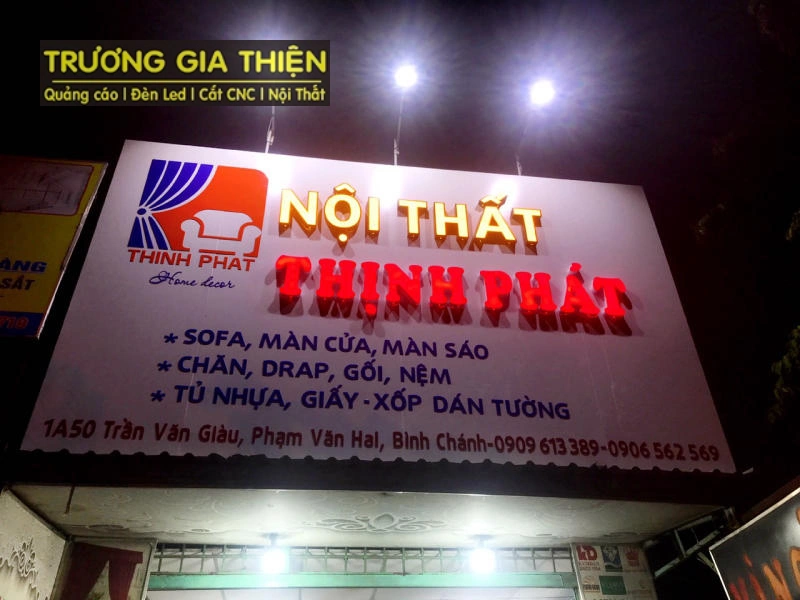 TRƯƠNG GIA THIỆN
Quảng cáo | Đèn Led | Cắt CNC | Nội Thất
NỘI THẤT
THỊNH PHÁT
THINH PHAT
Home decor
* SOFA, MÀN CỬA, MÀN SÁO
* CHĂN, DRAP, GỐI, NỆM
* TỦ NHỰA, GIẤY - XỐP DÁN TƯỜNG
1A50 Trần Văn Giàu, Phạm Văn Hai, Bình Chánh-0909 613 389-0906 562 569
ÀNG
SẮT